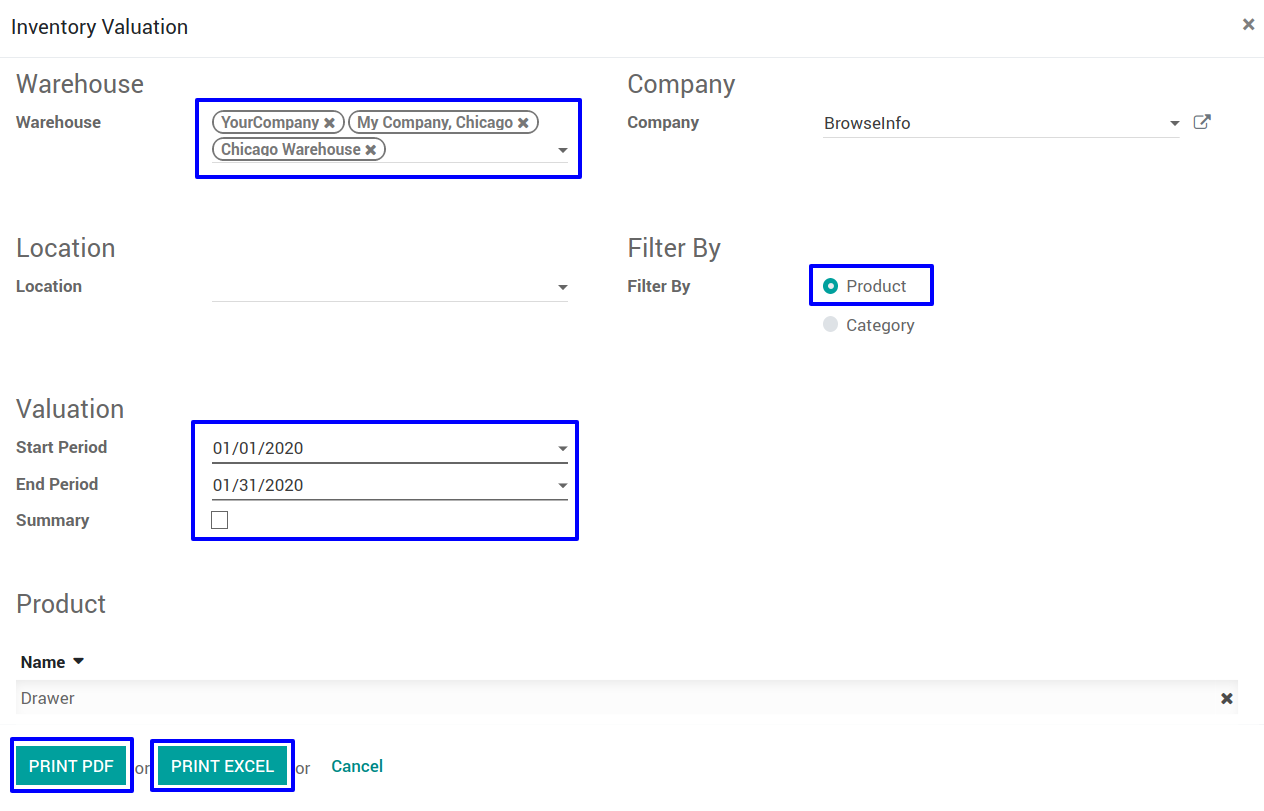 Inventory Valuation
Warehouse
Company
Warehouse
YourCompany
My Company, Chicago
Chicago Warehouse
Company
BrowseInfo
Location
Filter By
Location
Filter By
Product
Category
Valuation
Start Period
01/01/2020
End Period
01/31/2020
Summary
Product
Name
Drawer
PRINT PDF or PRINT EXCEL or Cancel